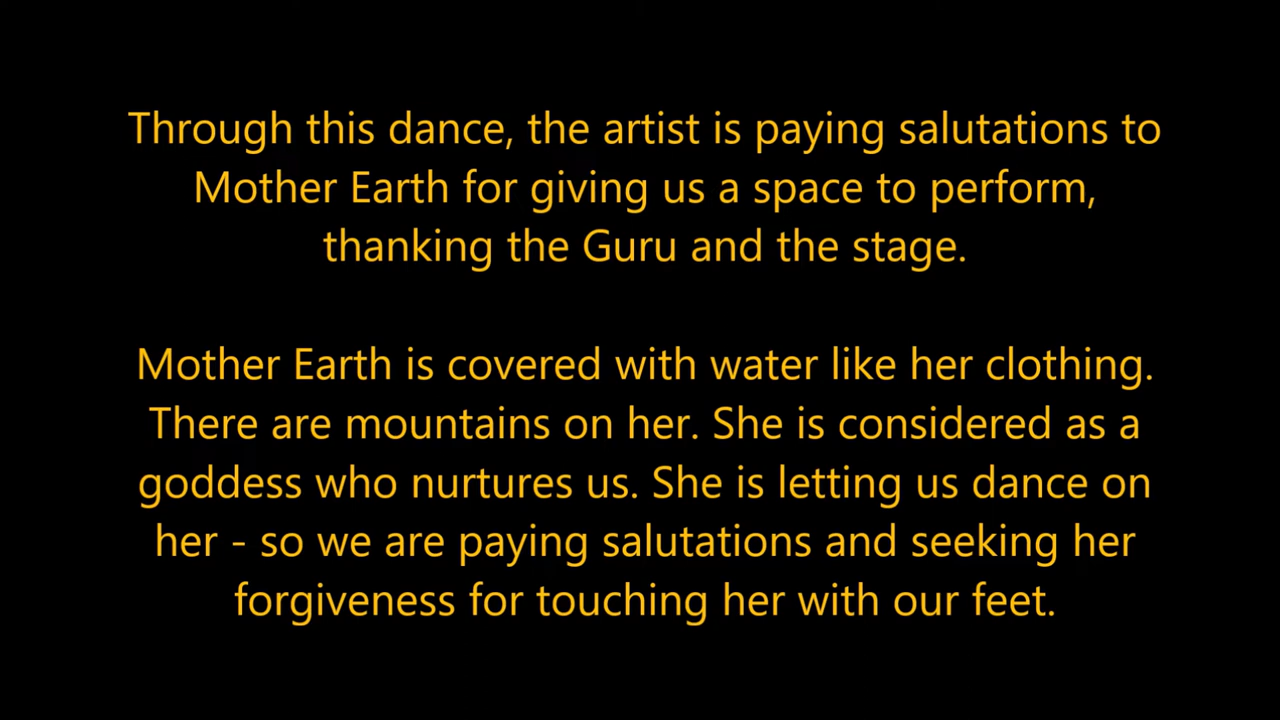 Through this dance, the artist is paying salutations to
Mother Earth for giving us a space to perform,
thanking the Guru and the stage.
Mother Earth is covered with water like her clothing.
There are mountains on her. She is considered as a
goddess who nurtures us. She is letting us dance on
her - so we are paying salutations and seeking her
forgiveness for touching her with our feet.